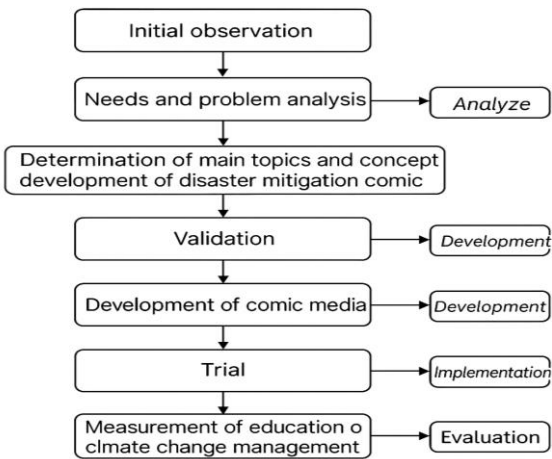 Initial observation
Needs and problem analysis
Analyze
Determination of main topics and concept
development of disaster mitigation comic
Validation
Development
Development of comic media
Development
Trial
Implementation
Measurement of education o
clmate change management
Evaluation